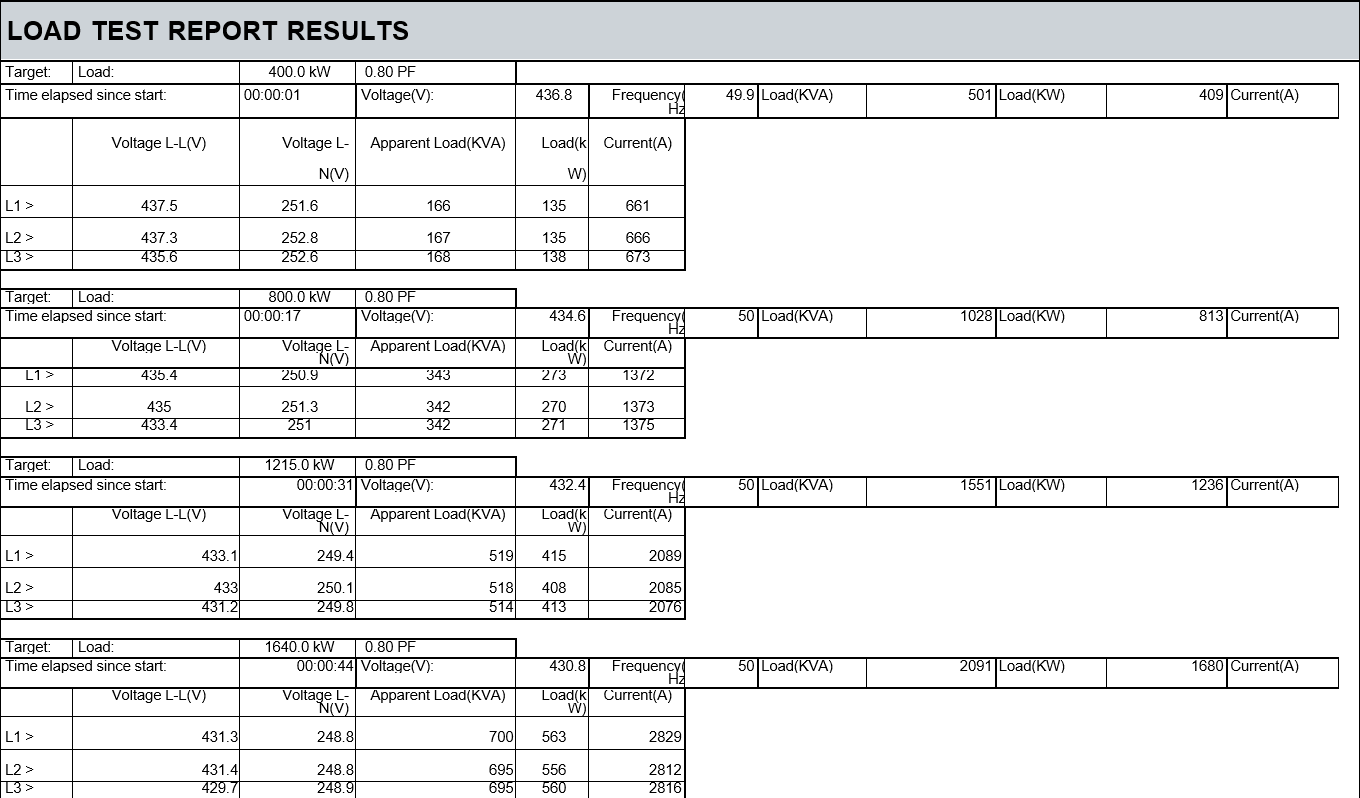 LOAD TEST REPORT RESULTS
Target: Load: 400.0 kW 0.80 PF
Time elapsed since start: 00:00:01 Voltage(V): 436.8 Frequency( 49.9 Load(KVA) 501 Load(KW) 409 Current(A)
Hz
Voltage L-L(V) Voltage L- Apparent Load(KVA) Load(k Current(A)
N(V) W)
L1 > 437.5 251.6 166 135 661
L2 > 437.3 252.8 167 135 666
L3 > 435.6 252.6 168 138 673
Target: Load: 800.0 kW 0.80 PF
Time elapsed since start: 00:00:17 Voltage(V): 434.6 Frequency( 50 Load(KVA) 1028 Load(KW) 813 Current(A)
Hz
Voltage L-L(V) Voltage L- Apparent Load(KVA) Load(k Current(A)
N(V) W)
L1 > 435.4 250.9 343 273 1372
L2 > 435 251.3 342 270 1373
L3 > 433.4 251 342 271 1375
Target: Load: 1215.0 kW 0.80 PF
Time elapsed since start: 00:00:31 Voltage(V): 432.4 Frequency( 50 Load(KVA) 1551 Load(KW) 1236 Current(A)
Hz
Voltage L-L(V) Voltage L- Apparent Load(KVA) Load(k Current(A)
N(V) W)
L1 > 433.1 249.4 519 415 2089
L2 > 433 250.1 518 408 2085
L3 > 431.2 249.8 514 413 2076
Target: Load: 1640.0 kW 0.80 PF
Time elapsed since start: 00:00:44 Voltage(V): 430.8 Frequency( 50 Load(KVA) 2091 Load(KW) 1680 Current(A)
Hz
Voltage L-L(V) Voltage L- Apparent Load(KVA) Load(k Current(A)
N(V) W)
L1 > 431.3 248.8 700 563 2829
L2 > 431.4 248.8 695 556 2812
L3 > 429.7 248.9 695 560 2816